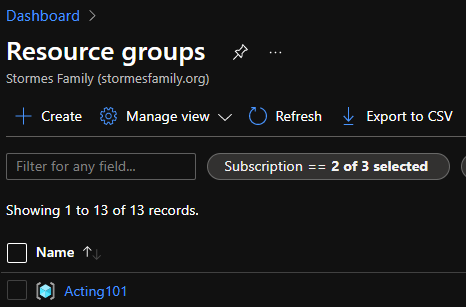 Dashboard
Resource groups
Stormes Family (stormesfamily.org)
Create Manage view Refresh Export to CSV
Filter for any field... Subscription == 2 of 3 selected
Showing 1 to 13 of 13 records.
Name
Acting101